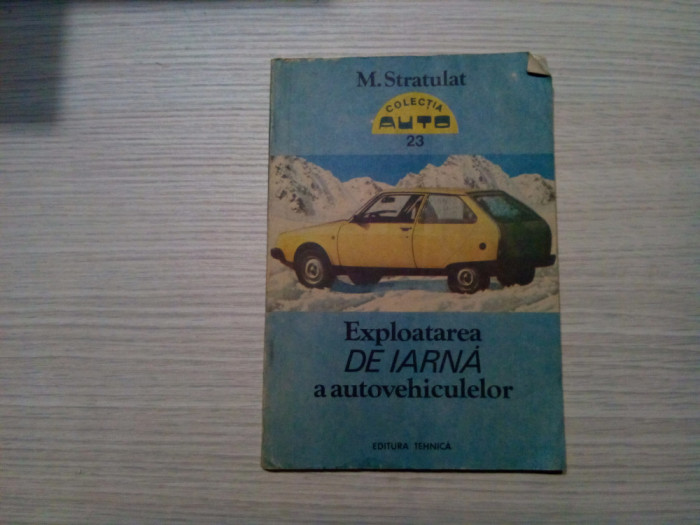 M. Stratulat
COLECȚIA
AUTO
23
Exploatarea
DE IARNĂ
a autovehiculelor
EDITURA TEHNICĂ